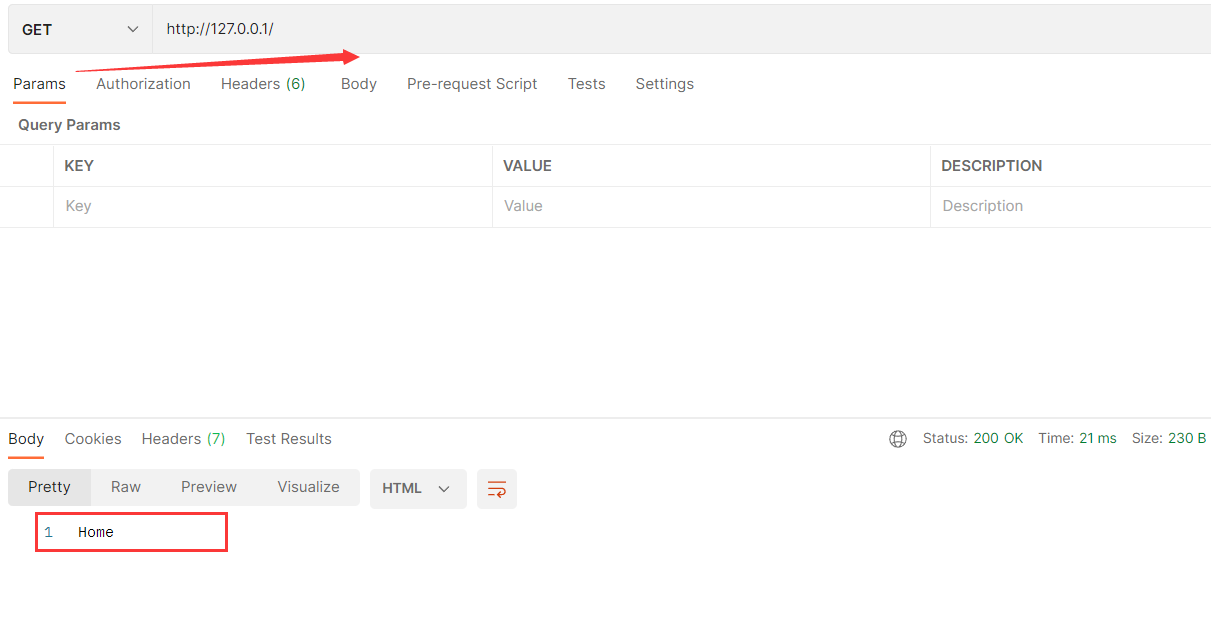 GET http://127.0.0.1/
Params Authorization Headers (6) Body Pre-request Script Tests Settings
Query Params
KEY VALUE DESCRIPTION
Key Value Description
Body Cookies Headers (7) Test Results Status: 200 OK Time: 21 ms Size: 230 B
Pretty Raw Preview Visualize HTML
1 Home